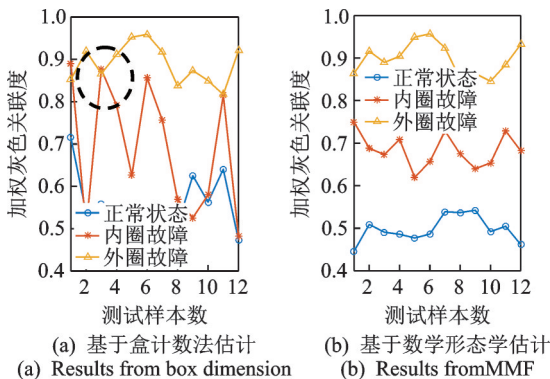 1.0
0.9
0.8
0.7
0.6
0.5
0.4
加权灰色关联度
正常状态
内圈故障
外圈故障
2 4 6 8 10 12
测试样本数
(a) 基于盒计数法估计
(a) Results from box dimension
1.0
0.9
0.8
0.7
0.6
0.5
0.4
加权灰色关联度
正常状态
内圈故障
外圈故障
2 4 6 8 10 12
测试样本数
(b) 基于数学形态学估计
(b) Results fromMMF